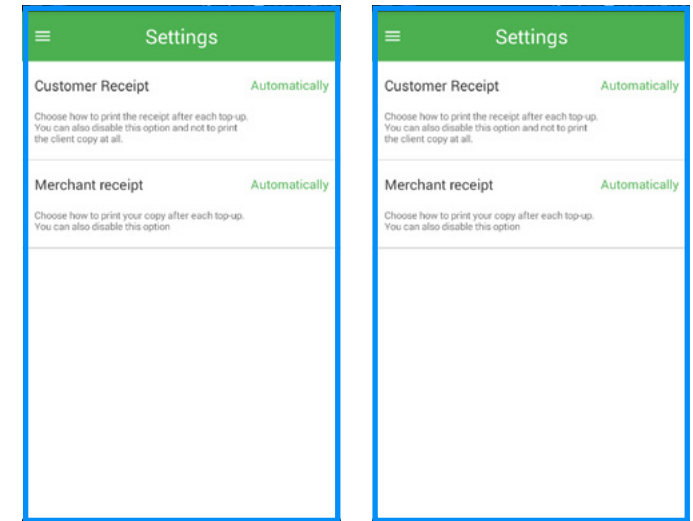 Settings
Customer Receipt Automatically
Choose how to print the receipt after each top-up.
You can also disable this option and not to print
the client copy at all.
Merchant receipt Automatically
Choose how to print your copy after each top-up.
You can also disable this option
Settings
Customer Receipt Automatically
Choose how to print the receipt after each top-up.
You can also disable this option and not to print
the client copy at all.
Merchant receipt Automatically
Choose how to print your copy after each top-up.
You can also disable this option